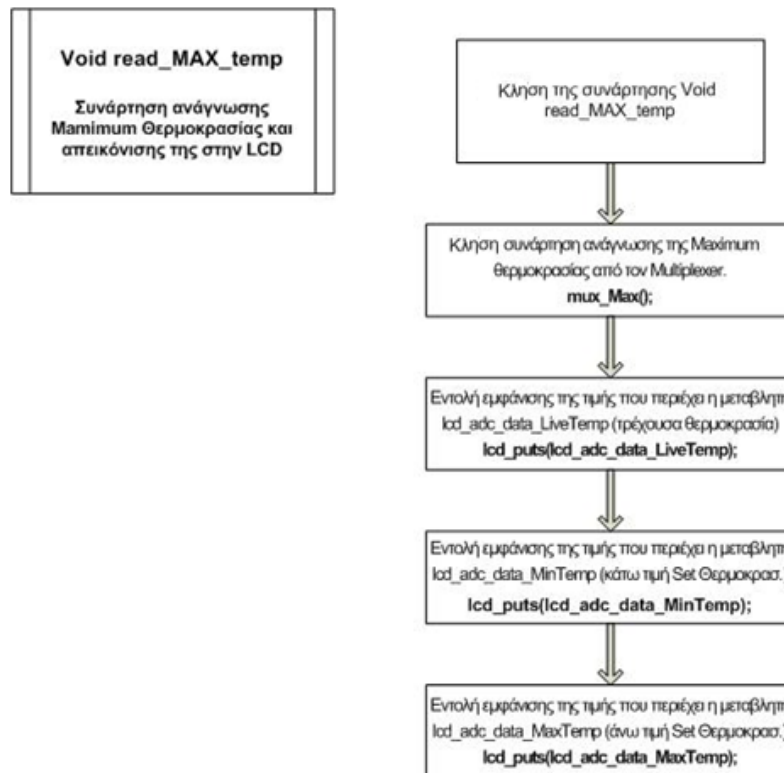 Void read_MAX_temp
Συνάρτηση ανάγνωσης
Mamimum Θερμοκρασίας και
απεικόνισης της στην LCD
Κλήση της συνάρτησης Void
read_MAX_temp
Κλήση συνάρτηση ανάγνωσης της Maximum
θερμοκρασίας από τον Multiplexer.
mux_Max();
Εντολή εμφάνισης της τιμής που περιέχει η μεταβλητή
lcd_adc_data_LiveTemp (τρέχουσα θερμοκρασία)
lcd_puts(lcd_adc_data_LiveTemp);
Εντολή εμφάνισης της τιμής που περιέχει η μεταβλητή
lcd_adc_data_MinTemp (κάτω τιμή Set Θερμοκρασ.)
lcd_puts(lcd_adc_data_MinTemp);
Εντολή εμφάνισης της τιμής που περιέχει η μεταβλητή
lcd_adc_data_MaxTemp (άνω τιμή Set Θερμοκρασ.)
lcd_puts(lcd_adc_data_MaxTemp);